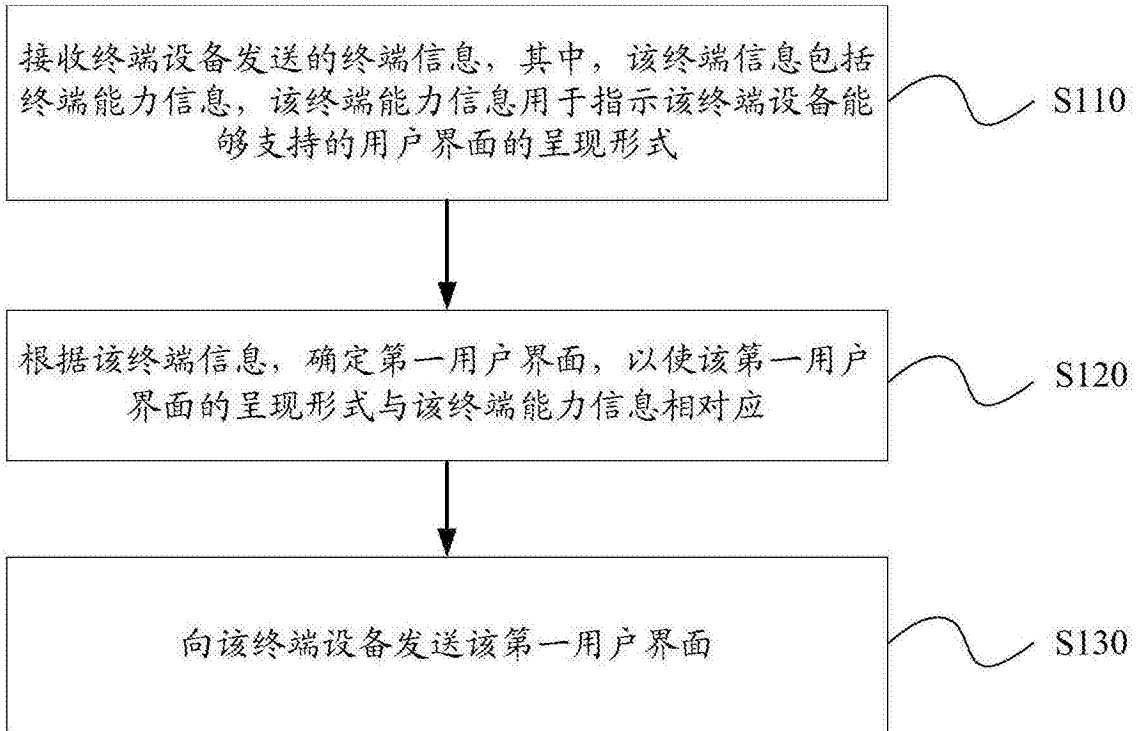 接收终端设备发送的终端信息，其中，该终端信息包括
终端能力信息，该终端能力信息用于指示该终端设备能
够支持的用户界面的呈现形式
S110
根据该终端信息，确定第一用户界面，以使该第一用户
界面的呈现形式与该终端能力信息相对应
S120
向该终端设备发送该第一用户界面
S130